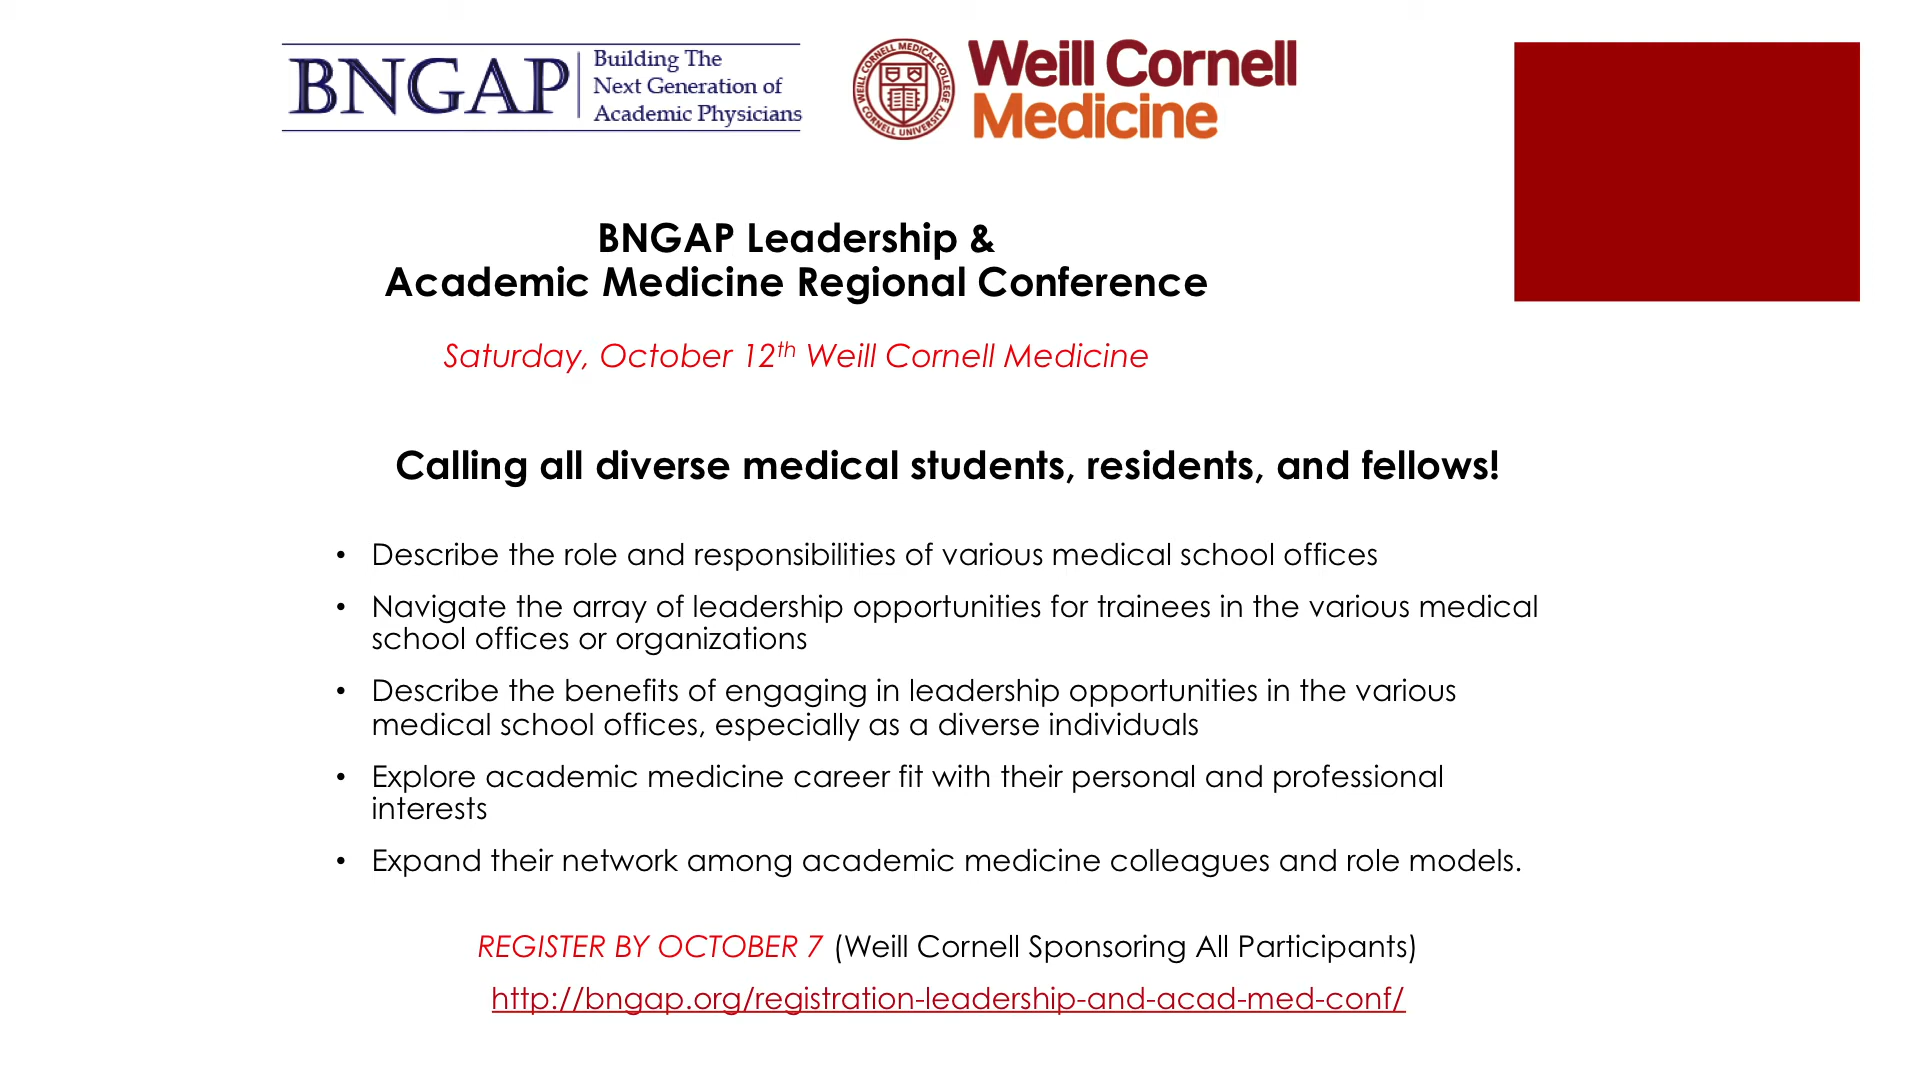 BNGAP
Building The
Next Generation of
Academic Physicians
WEILL CORNELL MEDICAL COLLEGE
CORNELL UNIVERSITY
Weill Cornell
Medicine
BNGAP Leadership &
Academic Medicine Regional Conference
Saturday, October 12th Weill Cornell Medicine
Calling all diverse medical students, residents, and fellows!
• Describe the role and responsibilities of various medical school offices
• Navigate the array of leadership opportunities for trainees in the various medical
school offices or organizations
• Describe the benefits of engaging in leadership opportunities in the various
medical school offices, especially as a diverse individuals
• Explore academic medicine career fit with their personal and professional
interests
• Expand their network among academic medicine colleagues and role models.
REGISTER BY OCTOBER 7 (Weill Cornell Sponsoring All Participants)
http://bngap.org/registration-leadership-and-acad-med-conf/